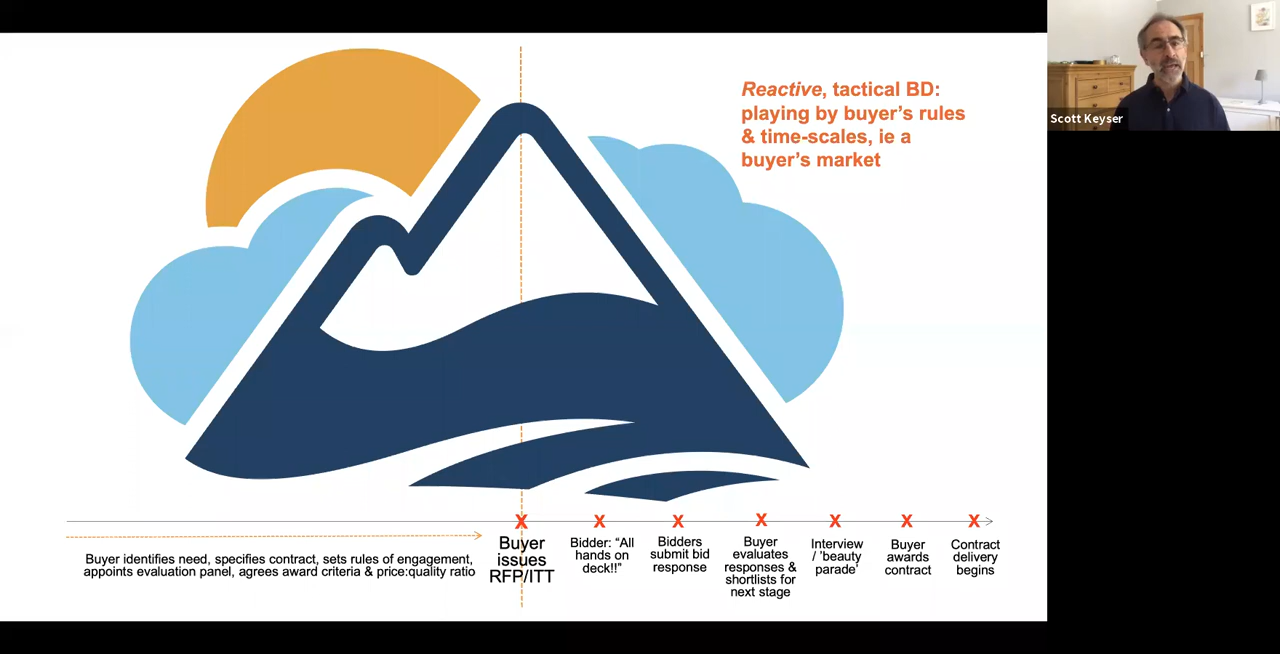 Reactive, tactical BD:
playing by buyer’s rules
& time-scales, ie a
buyer’s market
Scott Keyser
X X X X X X X
Buyer identifies need, specifies contract, sets rules of engagement,
appoints evaluation panel, agrees award criteria & price:quality ratio
Buyer
issues
RFP/ITT
Bidder: “All
hands on
deck!!”
Bidders
submit bid
response
Buyer
evaluates
responses &
shortlists for
next stage
Interview
/ ’beauty
parade’
Buyer
awards
contract
Contract
delivery
begins